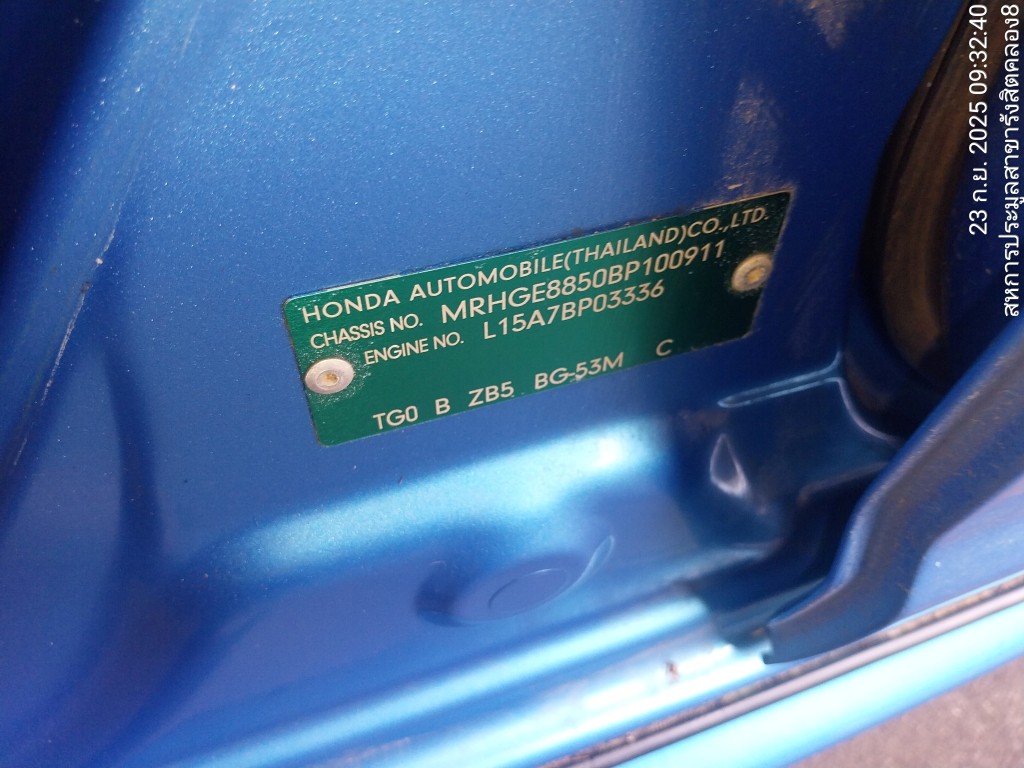 HONDA AUTOMOBILE(THAILAND)CO.,LTD.
CHASSIS NO. MRHGE8850BP100911
ENGINE NO. L15A7BP03336
TG0 B ZB5 BG-53M C
23 ก.ย. 2025 09:32:40
สหการประมูลสาขารังสิตคลอง8